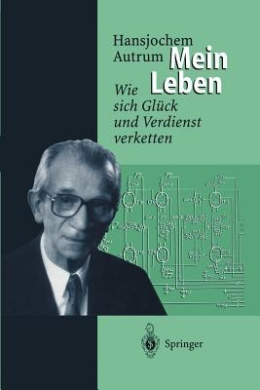 Hansjochem
Autrum
Mein
Leben
Wie
sich Glück
und Verdienst
verketten
Springer